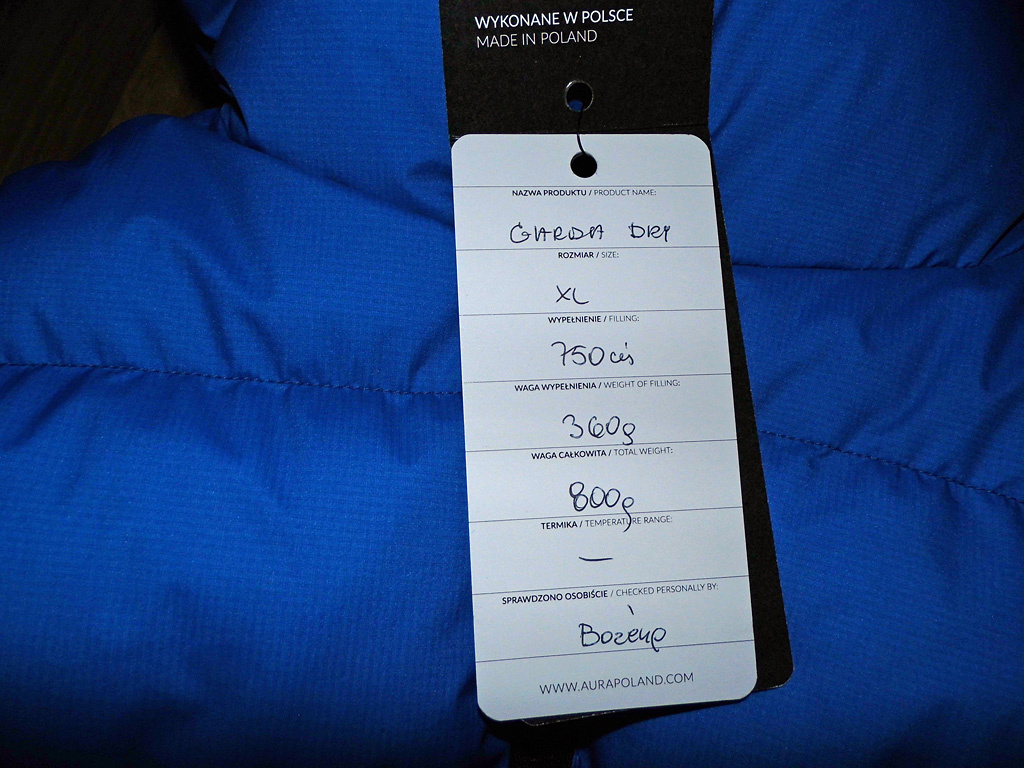 WYKONANE W POLSCE
MADE IN POLAND
NAZWA PRODUKTU / PRODUCT NAME:
GARDA DRY
ROZMIAR / SIZE:
XL
WYPEŁNIENIE / FILLING:
750 cis
WAGA WYPEŁNIENIA / WEIGHT OF FILLING:
360g
WAGA CAŁKOWITA / TOTAL WEIGHT:
800g
TERMIKA / TEMPERATURE RANGE:
—
SPRAWDZONO OSOBIŚCIE / CHECKED PERSONALLY BY:
Bożena
WWW.AURAPOLAND.COM